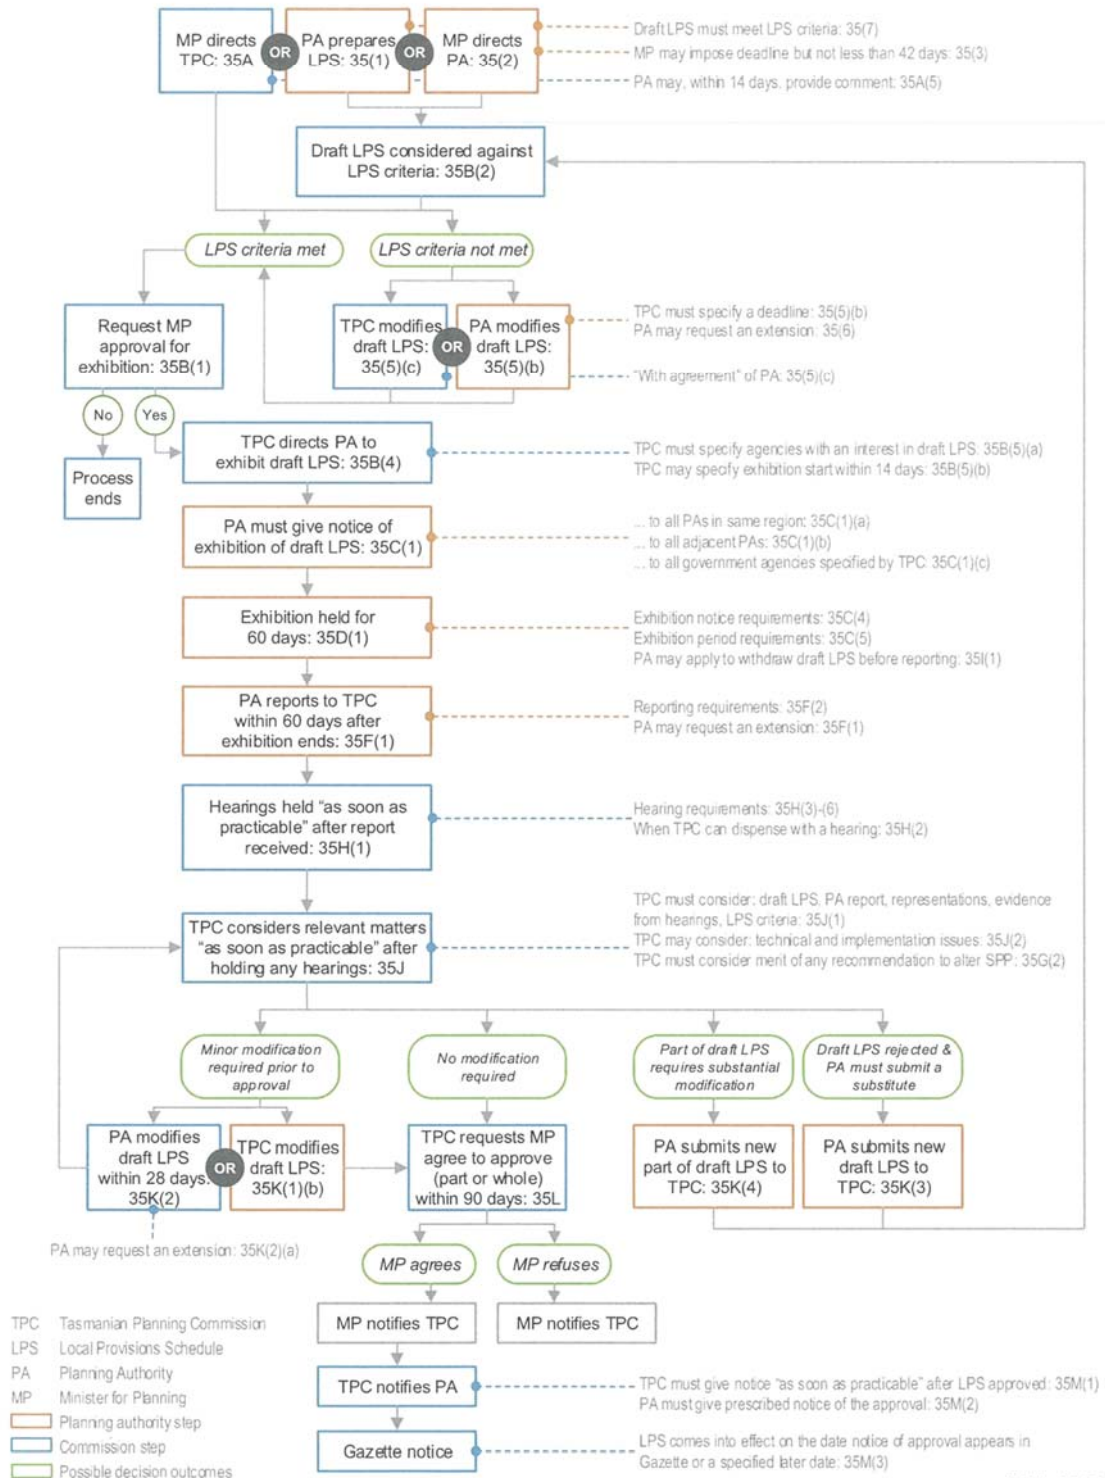 MP directs
TPC: 35A
OR
PA prepares
LPS: 35(1)
OR
MP directs
PA: 35(2)
Draft LPS must meet LPS criteria: 35(7)
MP may impose deadline but not less than 42 days: 35(3)
PA may, within 14 days, provide comment: 35A(5)
Draft LPS considered against
LPS criteria: 35B(2)
LPS criteria met
LPS criteria not met
Request MP
approval for
exhibition: 35B(1)
TPC modifies
draft LPS:
35(5)(c)
OR
PA modifies
draft LPS:
35(5)(b)
TPC must specify a deadline: 35(5)(b)
PA may request an extension: 35(6)
"With agreement" of PA: 35(5)(c)
No
Yes
Process
ends
TPC directs PA to
exhibit draft LPS: 35B(4)
TPC must specify agencies with an interest in draft LPS: 35B(5)(a)
TPC may specify exhibition start within 14 days: 35B(5)(b)
PA must give notice of
exhibition of draft LPS: 35C(1)
... to all PAs in same region: 35C(1)(a)
... to all adjacent PAs: 35C(1)(b)
... to all government agencies specified by TPC: 35C(1)(c)
Exhibition held for
60 days: 35D(1)
Exhibition notice requirements: 35C(4)
Exhibition period requirements: 35C(5)
PA may apply to withdraw draft LPS before reporting: 35I(1)
PA reports to TPC
within 60 days after
exhibition ends: 35F(1)
Reporting requirements: 35F(2)
PA may request an extension: 35F(1)
Hearings held "as soon as
practicable" after report
received: 35H(1)
Hearing requirements: 35H(3)-(6)
When TPC can dispense with a hearing: 35H(2)
TPC considers relevant matters
"as soon as practicable" after
holding any hearings: 35J
TPC must consider: draft LPS, PA report, representations, evidence
from hearings, LPS criteria: 35J(1)
TPC may consider: technical and implementation issues: 35J(2)
TPC must consider merit of any recommendation to alter SPP: 35G(2)
Minor modification
required prior to
approval
No modification
required
Part of draft LPS
requires substantial
modification
Draft LPS rejected &
PA must submit a
substitute
PA modifies
draft LPS
within 28 days:
35K(2)
OR
TPC modifies
draft LPS:
35K(1)(b)
TPC requests MP
agree to approve
(part or whole)
within 90 days: 35L
PA submits new
part of draft LPS to
TPC: 35K(4)
PA submits new
draft LPS to
TPC: 35K(3)
PA may request an extension: 35K(2)(a)
MP agrees
MP refuses
MP notifies TPC
MP notifies TPC
TPC notifies PA
TPC must give notice "as soon as practicable" after LPS approved: 35M(1)
PA must give prescribed notice of the approval: 35M(2)
Gazette notice
LPS comes into effect on the date notice of approval appears in
Gazette or a specified later date: 35M(3)
TPC Tasmanian Planning Commission
LPS Local Provisions Schedule
PA Planning Authority
MP Minister for Planning
Planning authority step
Commission step
Possible decision outcomes